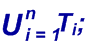 U^n_{i = 1} T_i;